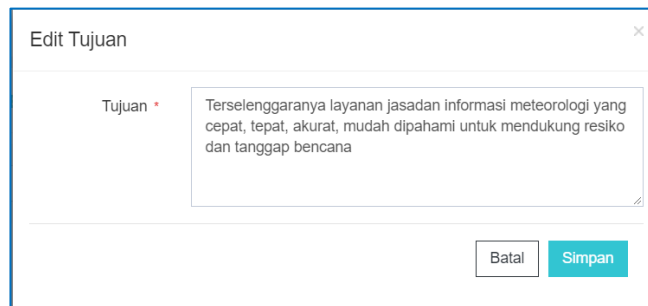 Edit Tujuan
×
Tujuan *
Terselenggaranya layanan jasadan informasi meteorologi yang
cepat, tepat, akurat, mudah dipahami untuk mendukung resiko
dan tanggap bencana
Batal
Simpan